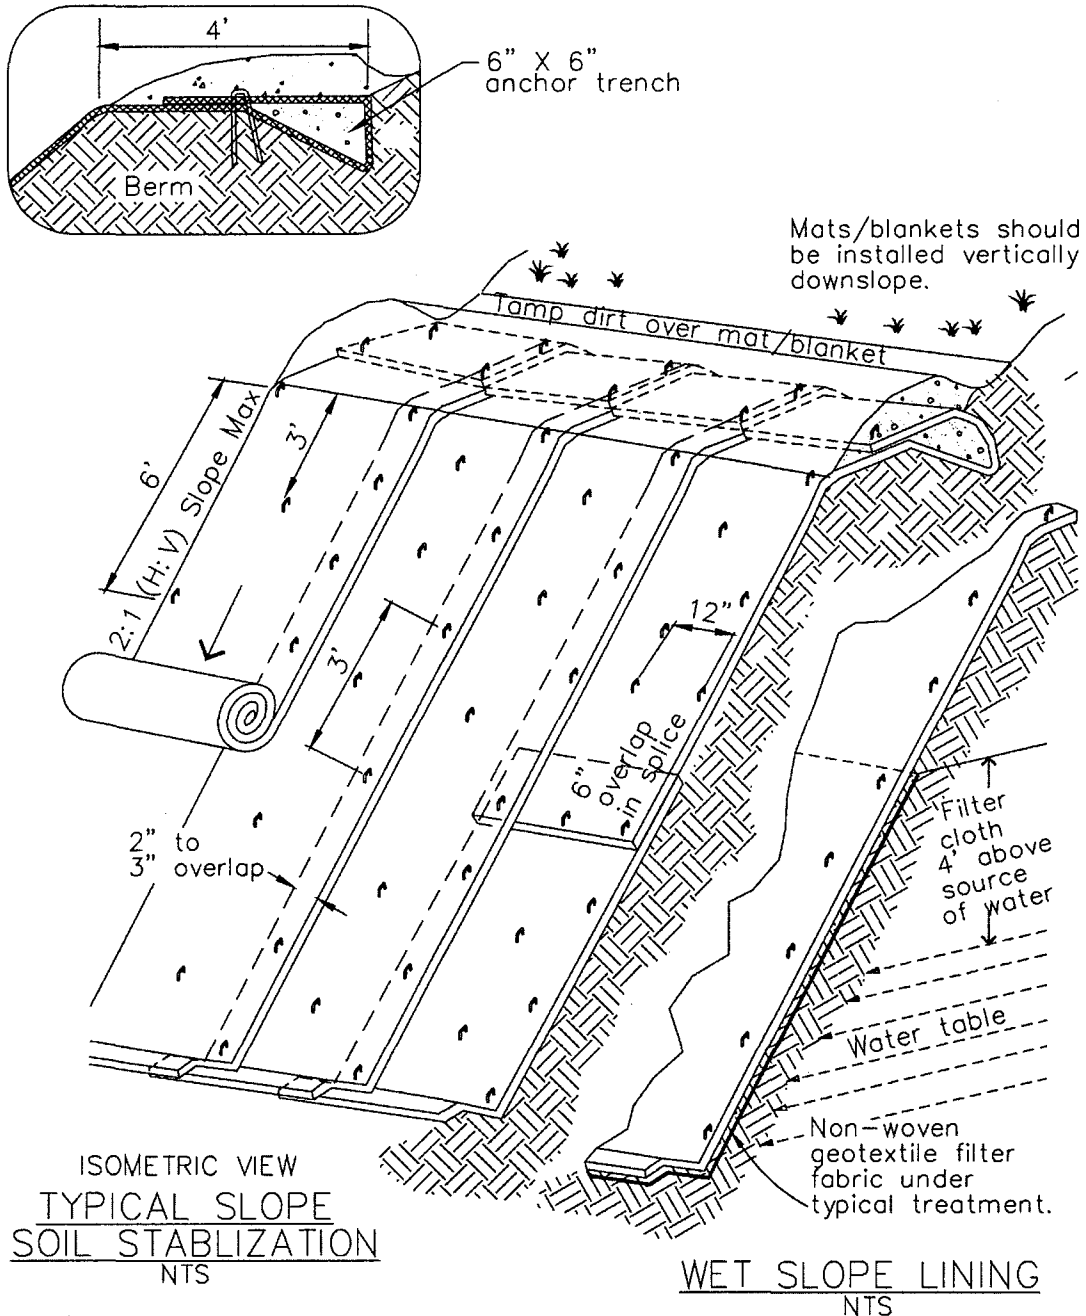 4'
6" X 6"
anchor trench
Berm
Mats/blankets should
be installed vertically
downslope.
Tamp dirt over mat/blanket
6'
2:1 (H:V) Slope Max
3'
3'
12"
6"
overlap
in splice
2" to
3" overlap
Filter
cloth
4' above
source
of water
Water table
Non-woven
geotextile filter
fabric under
typical treatment.
ISOMETRIC VIEW
TYPICAL SLOPE
SOIL STABLIZATION
NTS
WET SLOPE LINING
NTS